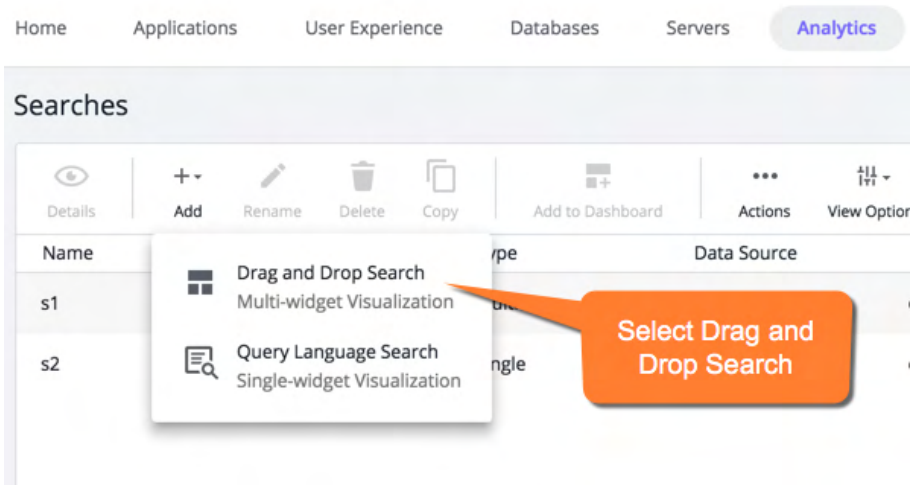 Home Applications User Experience Databases Servers Analytics
Searches
Details Add Rename Delete Copy Add to Dashboard Actions View Option
Name ype Data Source
Drag and Drop Search
Multi-widget Visualization
s1
Select Drag and
Drop Search
Query Language Search
Single-widget Visualization
s2 ngle